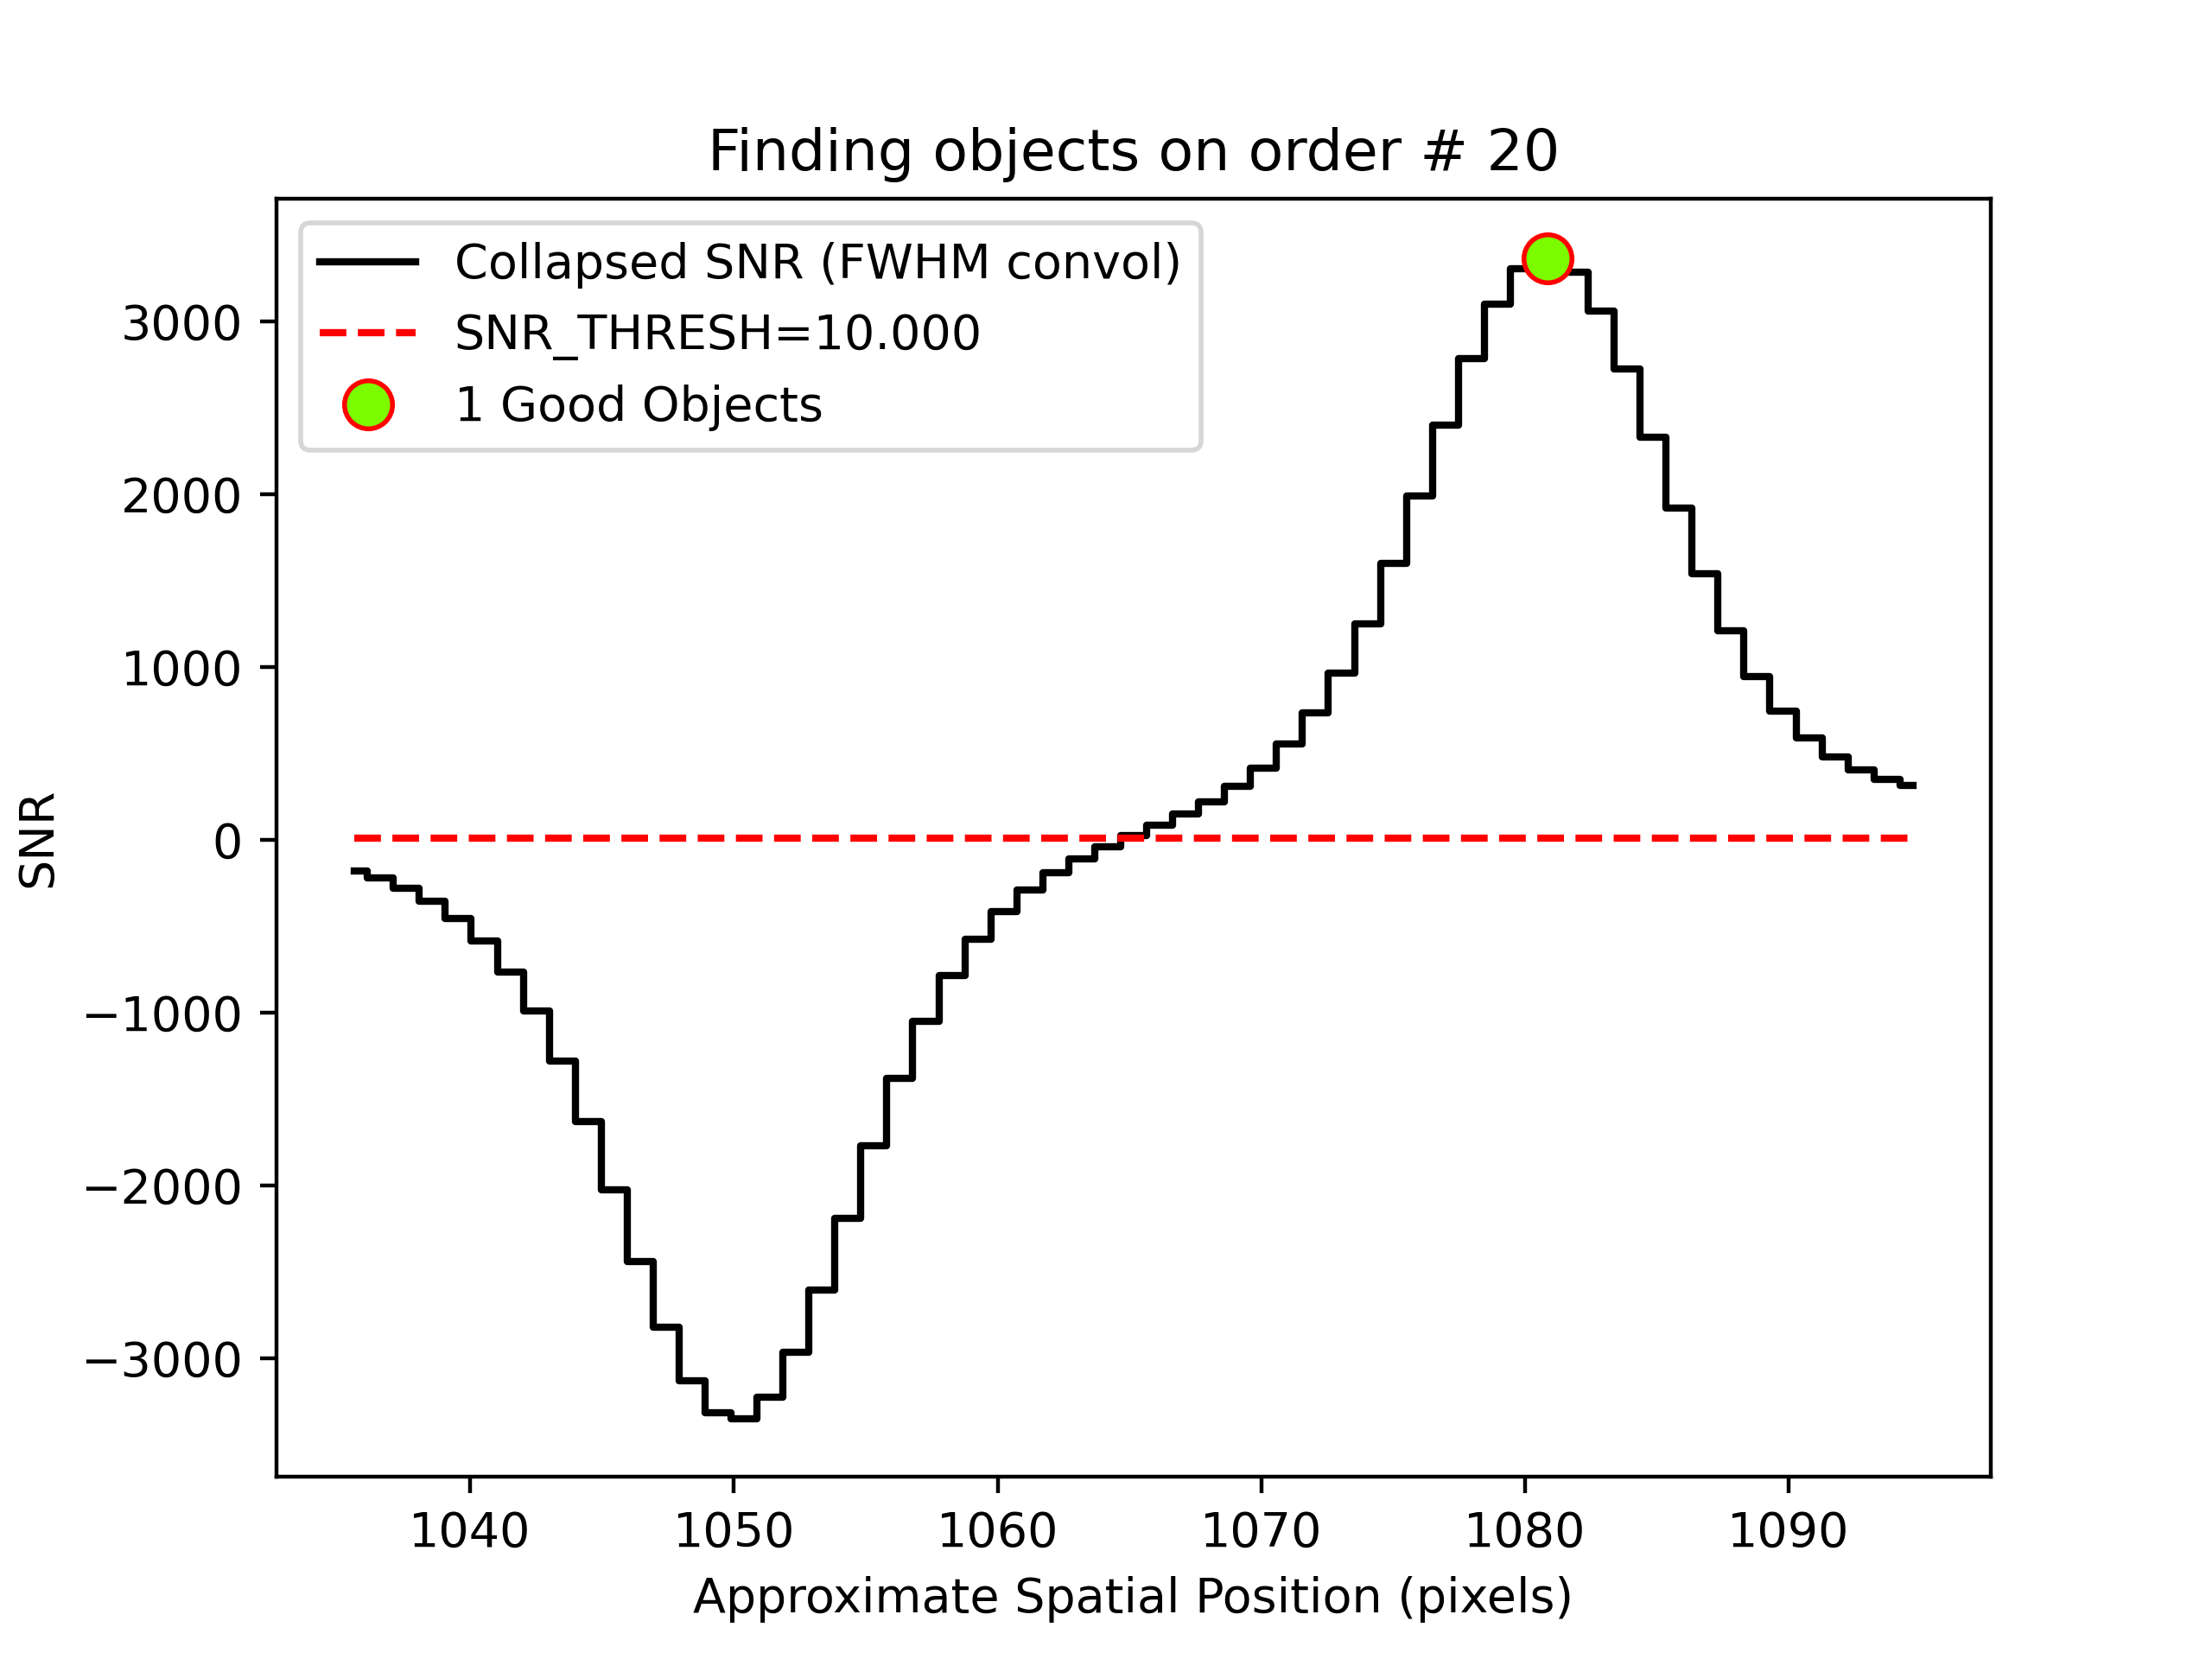 Finding objects on order # 20
Collapsed SNR (FWHM convol)
SNR_THRESH=10.000
1 Good Objects
3000
2000
1000
0
−1000
−2000
−3000
SNR
1040 1050 1060 1070 1080 1090
Approximate Spatial Position (pixels)